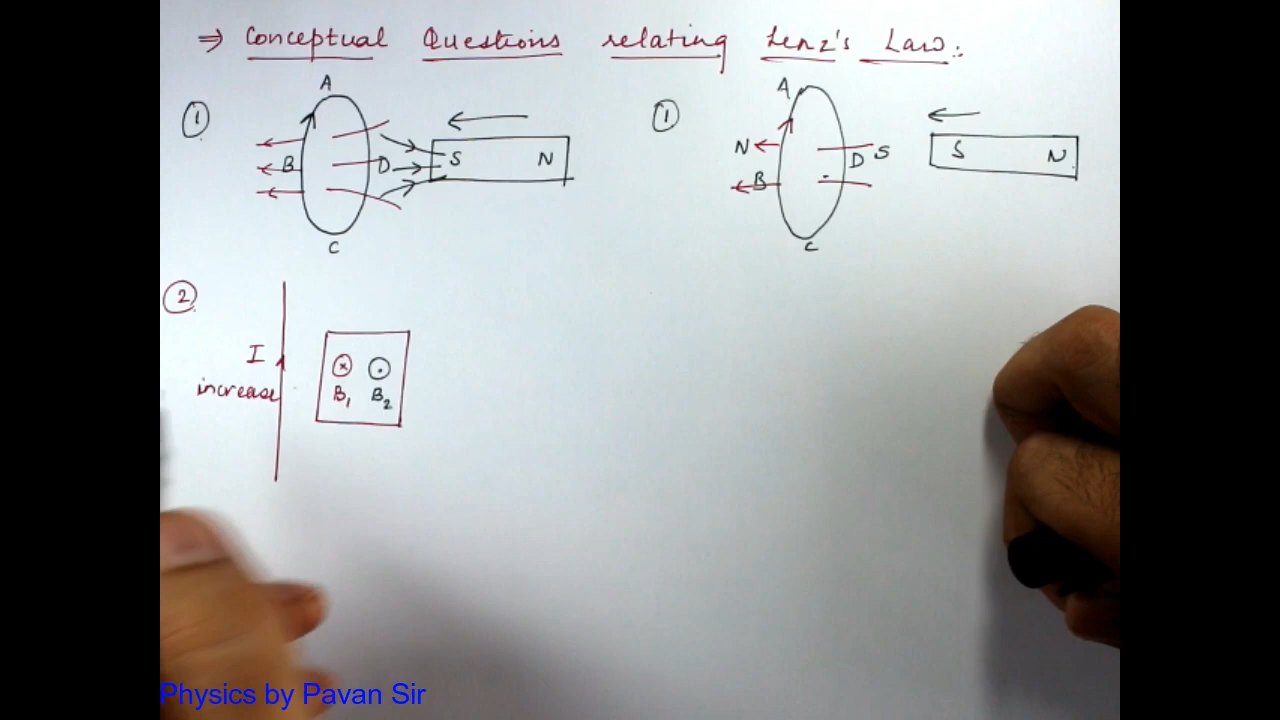 ⇒ Conceptual Questions relating Lenz's Law:
① A B C D S N
① A N B C D S S N
②
I
increase
B₁ B₂
Physics by Pavan Sir